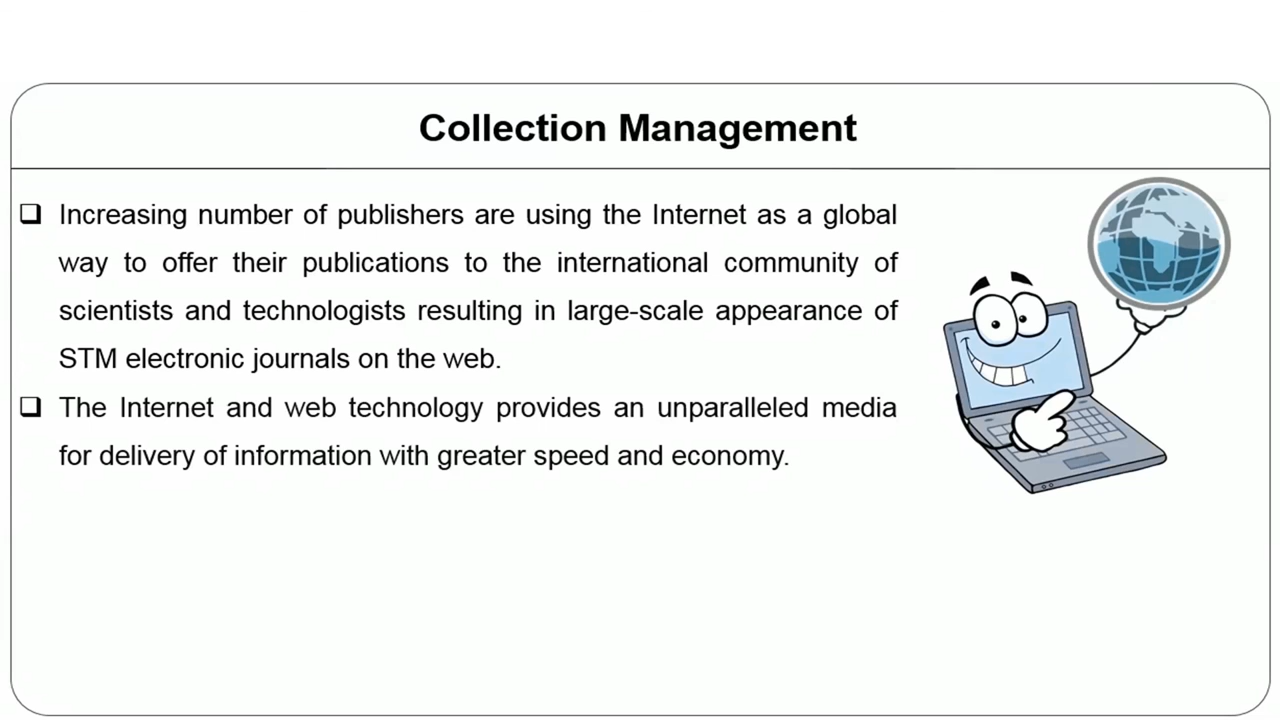 Collection Management
Increasing number of publishers are using the Internet as a global
way to offer their publications to the international community of
scientists and technologists resulting in large-scale appearance of
STM electronic journals on the web.
The Internet and web technology provides an unparalleled media
for delivery of information with greater speed and economy.